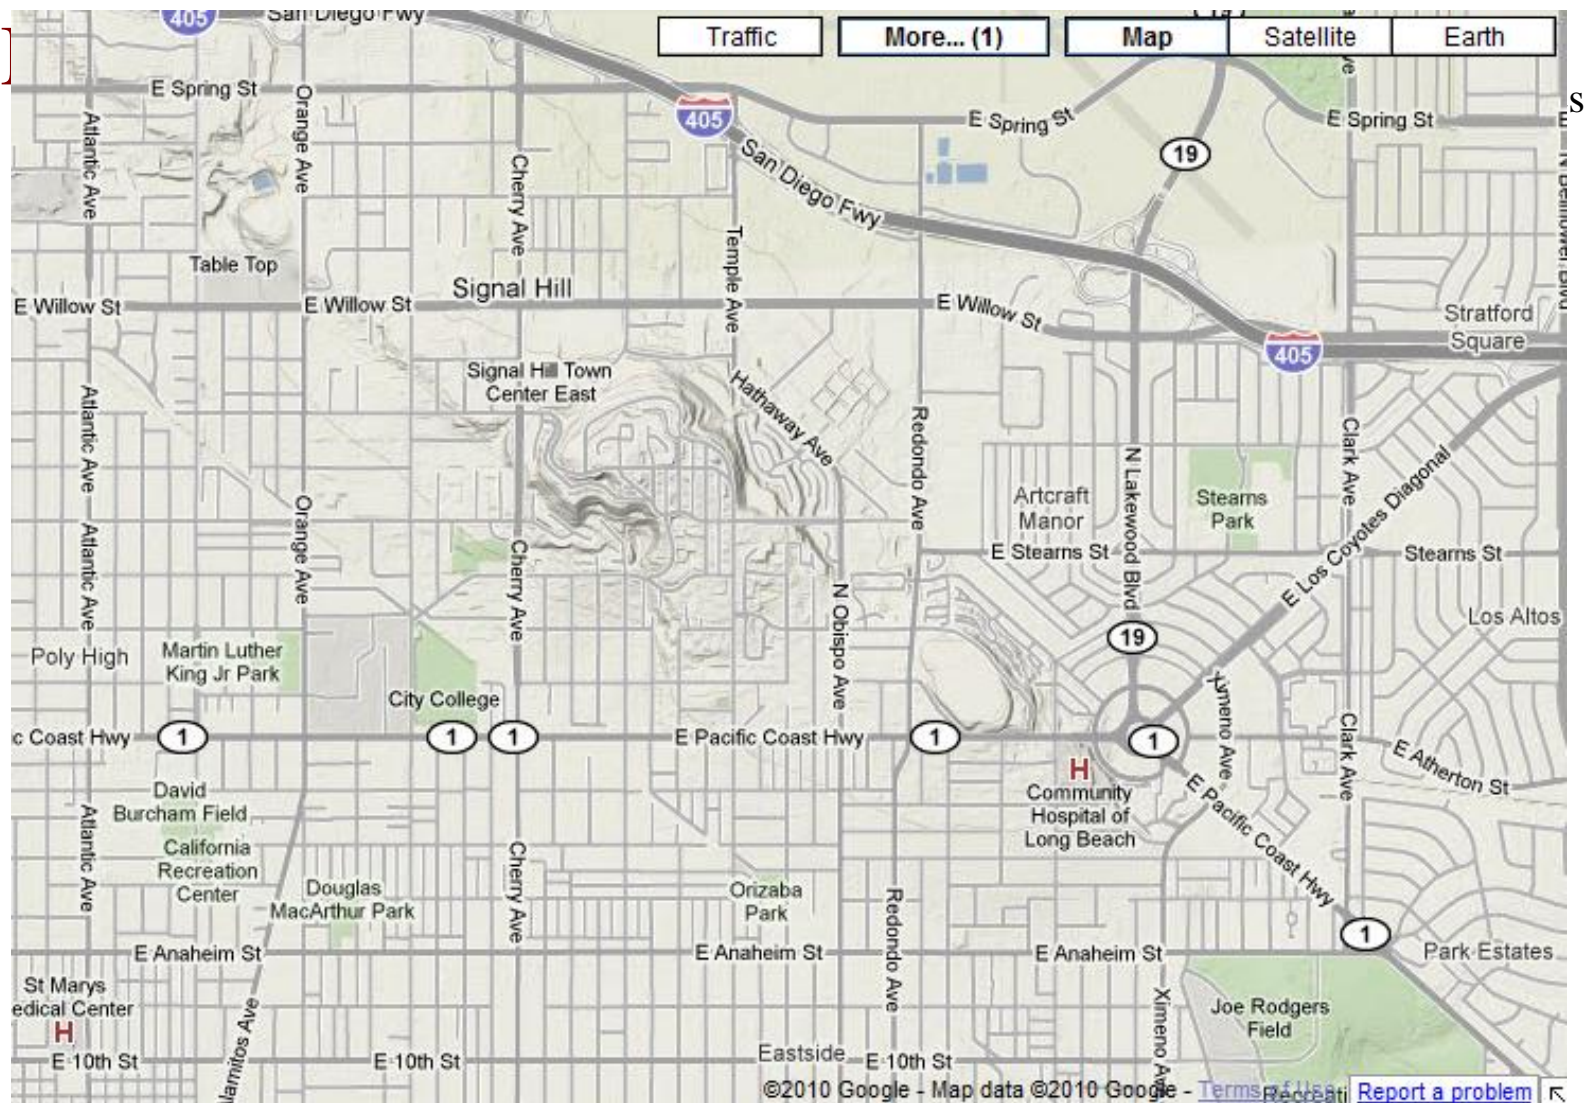 405
San Diego Fwy
Traffic
More... (1)
Map
Satellite
Earth
E Spring St
405
E Spring St
E Spring St
s
Atlantic Ave
Orange Ave
Cherry Ave
San Diego Fwy
19
Temple Ave
Table Top
E Willow St
E Willow St
Signal Hill
E Willow St
Stratford
Square
405
Signal Hill Town
Center East
Hathaway Ave
Atlantic Ave
Redondo Ave
N Lakewood Blvd
Clark Ave
Artcraft
Manor
Stearns
Park
Orange Ave
Atlantic Ave
Cherry Ave
E Stearns St
E Los Coyotes Diagonal
Stearns St
N Obispo Ave
Los Altos
19
Poly High
Martin Luther
King Jr Park
City College
c Coast Hwy
1
1
1
E Pacific Coast Hwy
1
1
Clark Ave
E Atherton St
H
Community
Hospital of
Long Beach
E Pacific Coast Hwy
David
Burcham Field
California
Recreation
Center
Atlantic Ave
Cherry Ave
Douglas
MacArthur Park
Orizaba
Park
Redondo Ave
1
E Anaheim St
E Anaheim St
E Anaheim St
Park Estates
St Marys
edical Center
H
Ximeno Ave
Joe Rodgers
Field
E 10th St
E 10th St
Eastside
E 10th St
©2010 Google - Map data ©2010 Google - Terms of Use
Report a problem